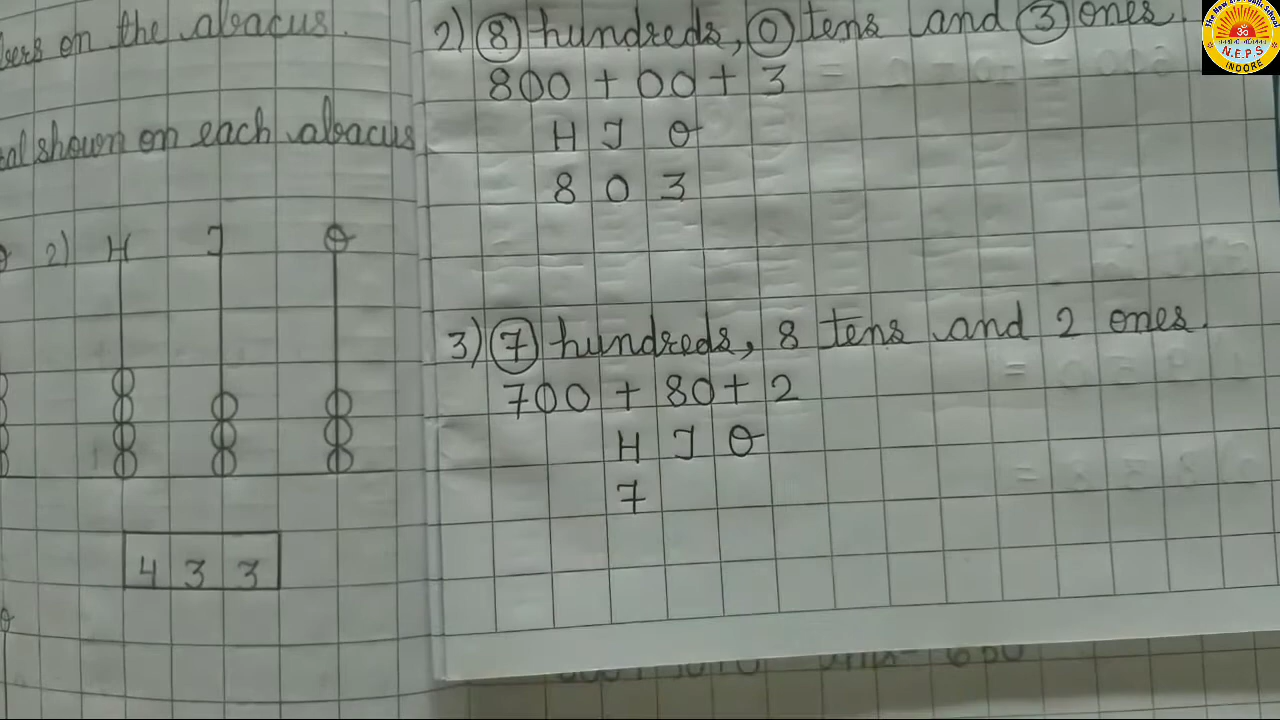 on the abacus.
shown on each abacus
2) H T O
4 3 3
2) 8 hundreds, 0 tens and 3 ones.
800 + 00 + 3
H T O
8 0 3
3) 7 hundreds, 8 tens and 2 ones.
700 + 80 + 2
H T O
7
N.E.P.S
INDORE